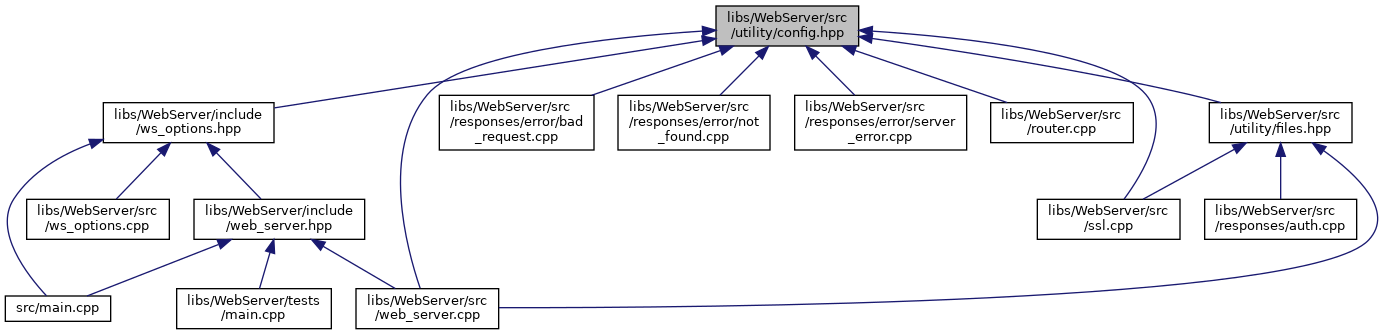 libs/WebServer/src
/utility/config.hpp
libs/WebServer/include
/ws_options.hpp
libs/WebServer/src
/responses/error/bad
_request.cpp
libs/WebServer/src
/responses/error/not
_found.cpp
libs/WebServer/src
/responses/error/server
_error.cpp
libs/WebServer/src
/router.cpp
libs/WebServer/src
/utility/files.hpp
libs/WebServer/src
/ws_options.cpp
libs/WebServer/include
/web_server.hpp
libs/WebServer/src
/ssl.cpp
libs/WebServer/src
/responses/auth.cpp
src/main.cpp
libs/WebServer/tests
/main.cpp
libs/WebServer/src
/web_server.cpp